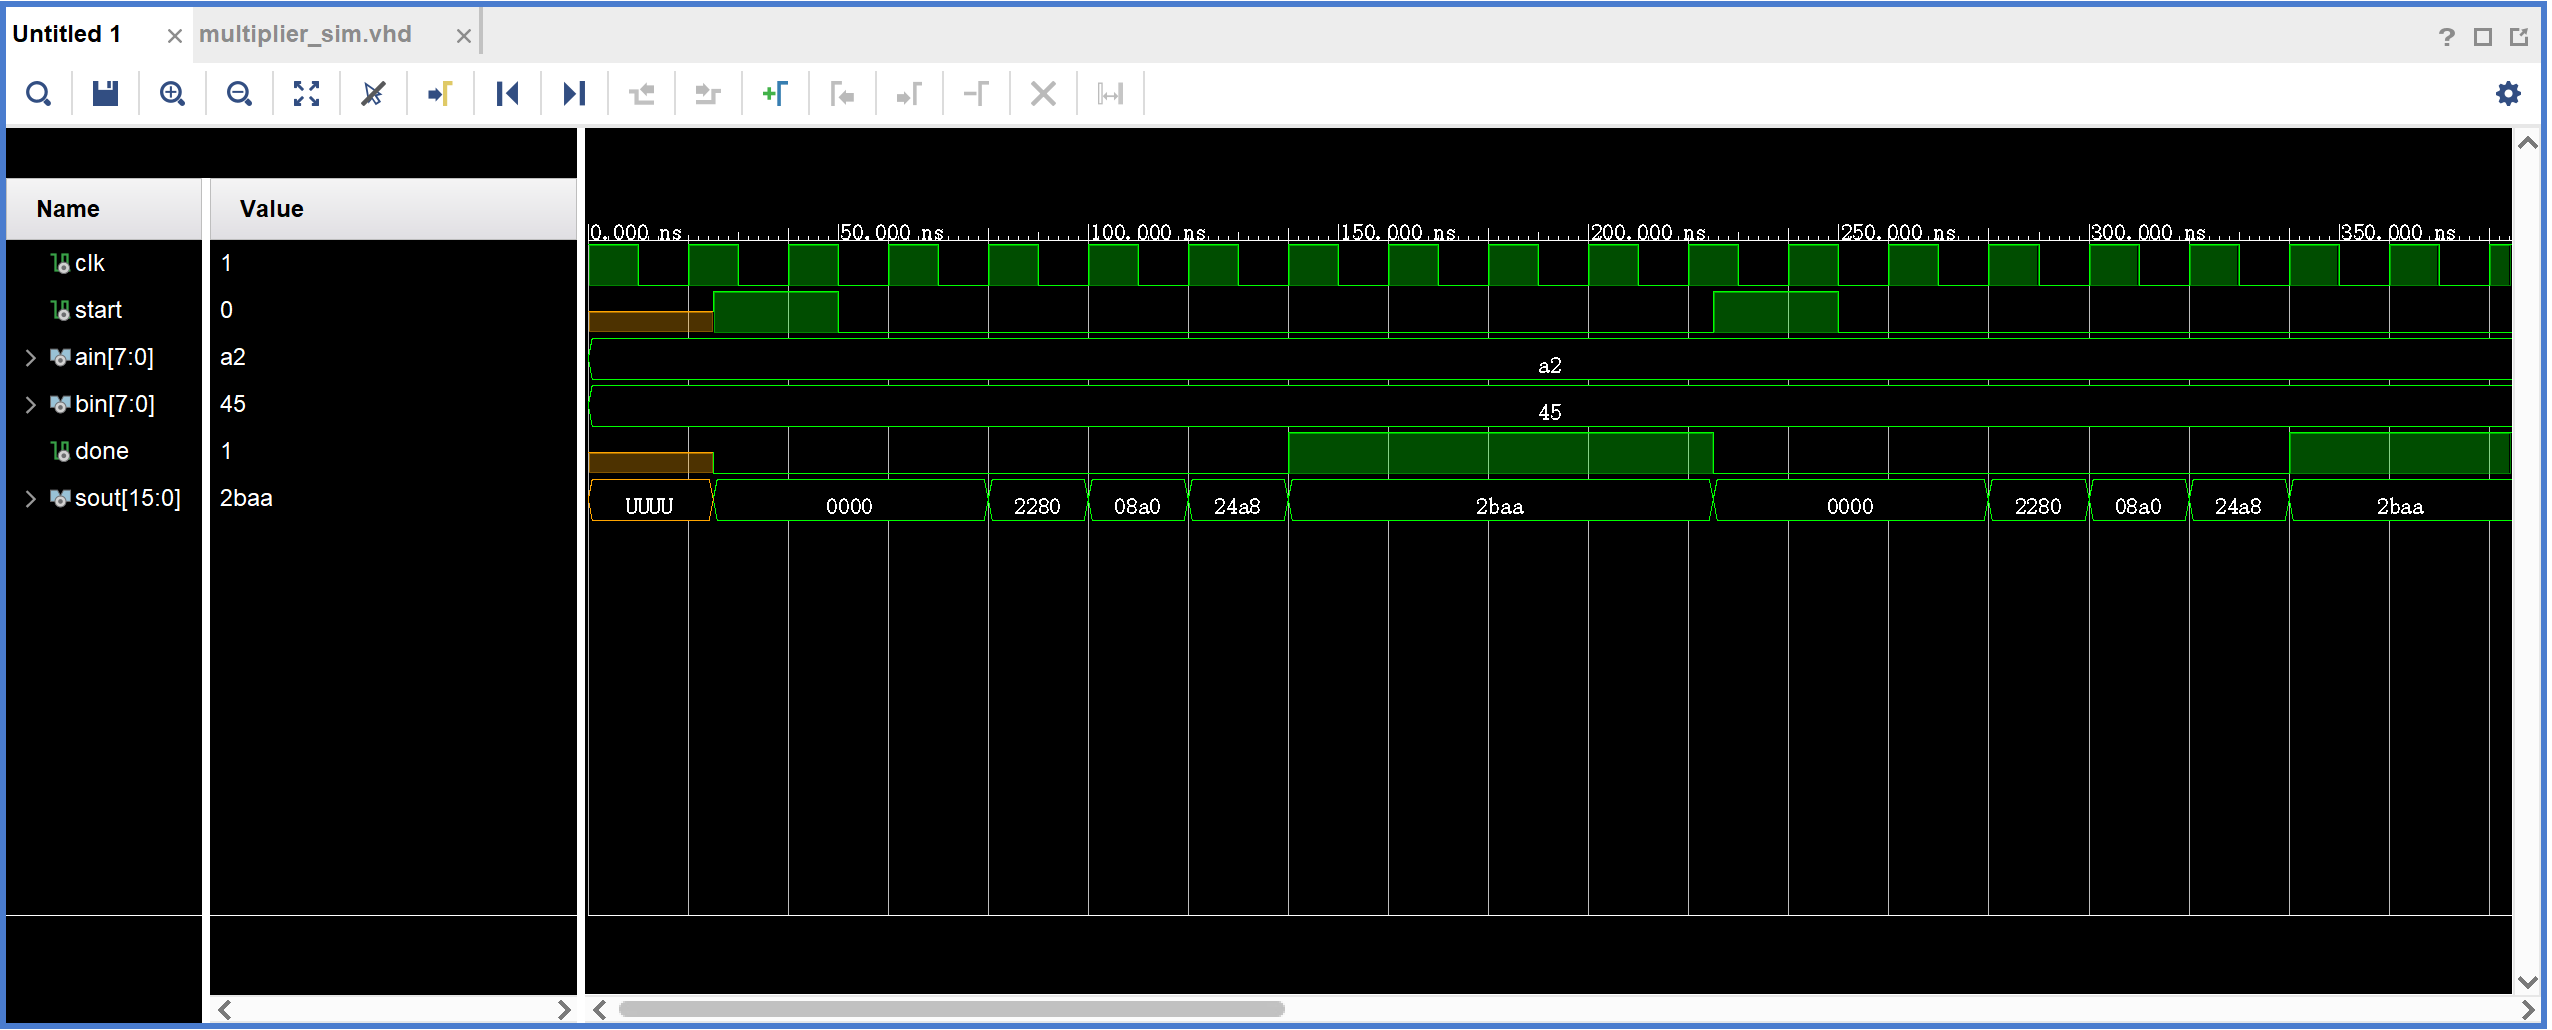 Untitled 1 multiplier_sim.vhd
Name Value
0.000 ns 50.000 ns 100.000 ns 150.000 ns 200.000 ns 250.000 ns 300.000 ns 350.000 ns
clk 1
start 0
ain[7:0] a2 a2
bin[7:0] 45 45
done 1
sout[15:0] 2baa UUUU 0000 2280 08a0 24a8 2baa 0000 2280 08a0 24a8 2baa